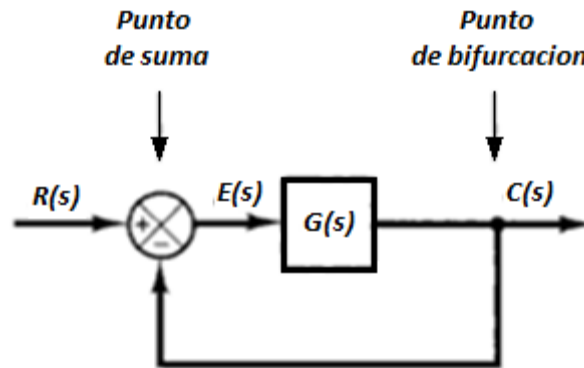 Punto
de suma
Punto
de bifurcacion
R(s)
E(s)
G(s)
C(s)
+
−